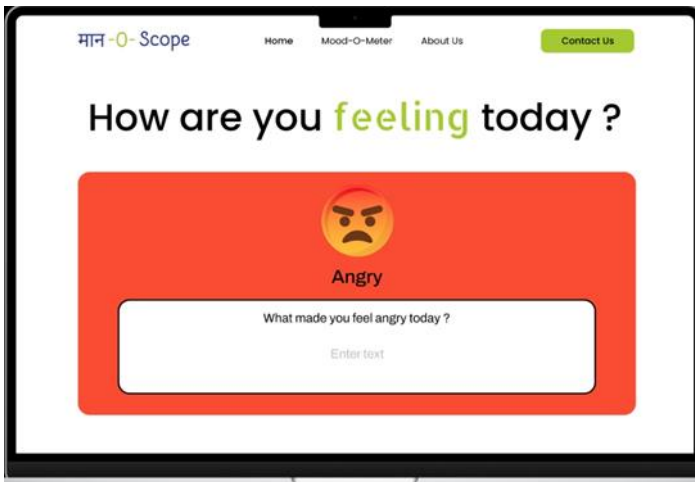 मान -O- Scope Home Mood-O-Meter About Us Contact Us
How are you feeling today ?
Angry
What made you feel angry today ?
Enter text